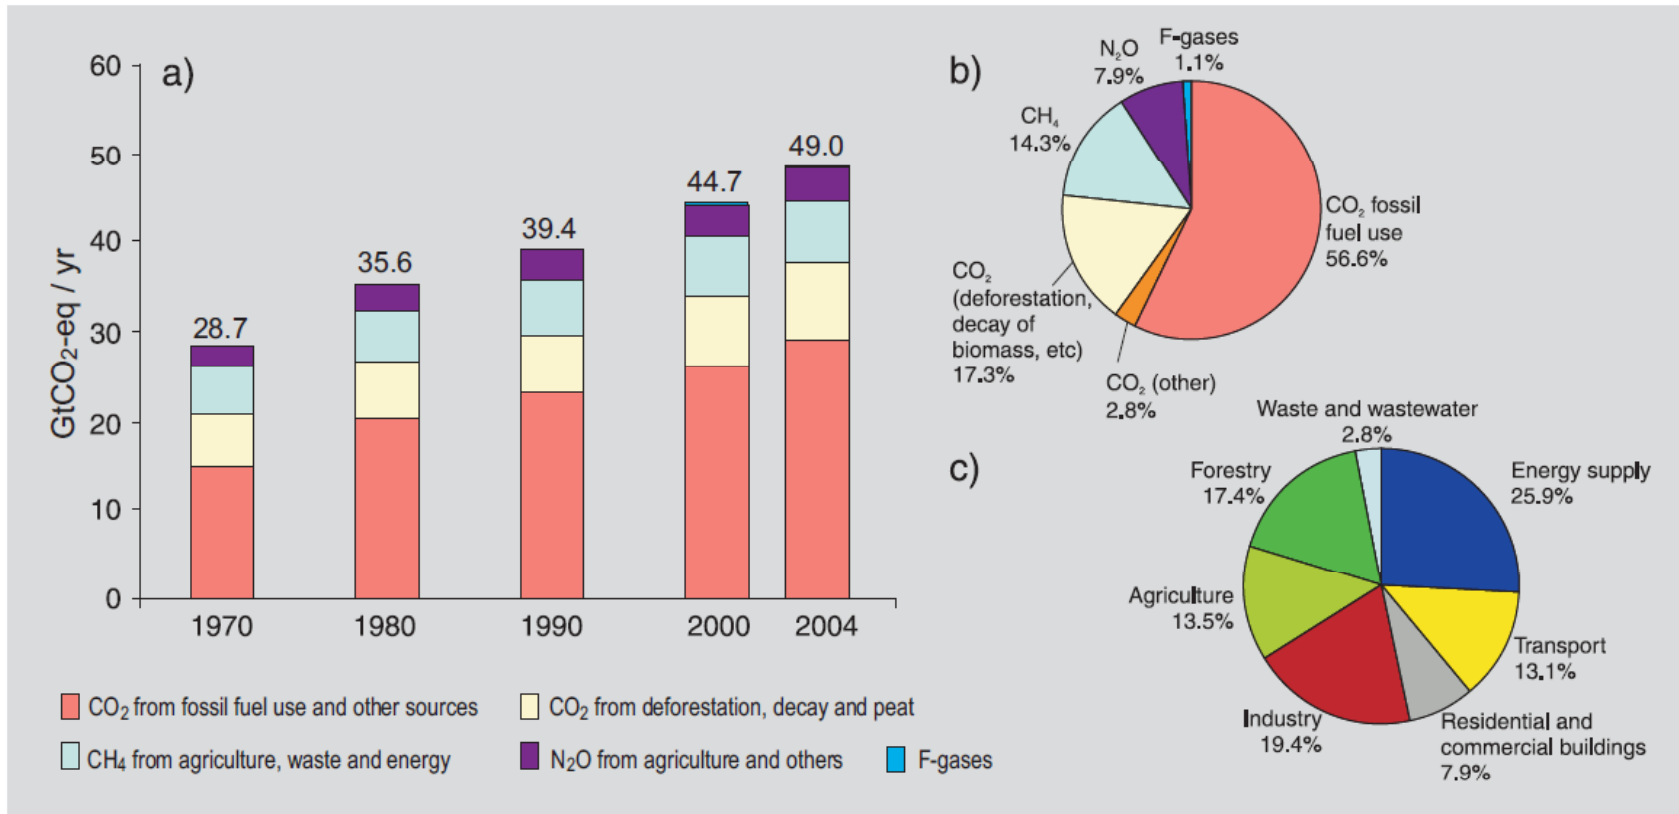 a)
60
50
40
30
20
10
0
GtCO₂-eq / yr
28.7
35.6
39.4
44.7
49.0
1970
1980
1990
2000
2004
CO₂ from fossil fuel use and other sources
CO₂ from deforestation, decay and peat
CH₄ from agriculture, waste and energy
N₂O from agriculture and others
F-gases
b)
F-gases
1.1%
N₂O
7.9%
CH₄
14.3%
CO₂ fossil
fuel use
56.6%
CO₂
(deforestation,
decay of
biomass, etc)
17.3%
CO₂ (other)
2.8%
c)
Waste and wastewater
2.8%
Forestry
17.4%
Energy supply
25.9%
Agriculture
13.5%
Transport
13.1%
Industry
19.4%
Residential and
commercial buildings
7.9%